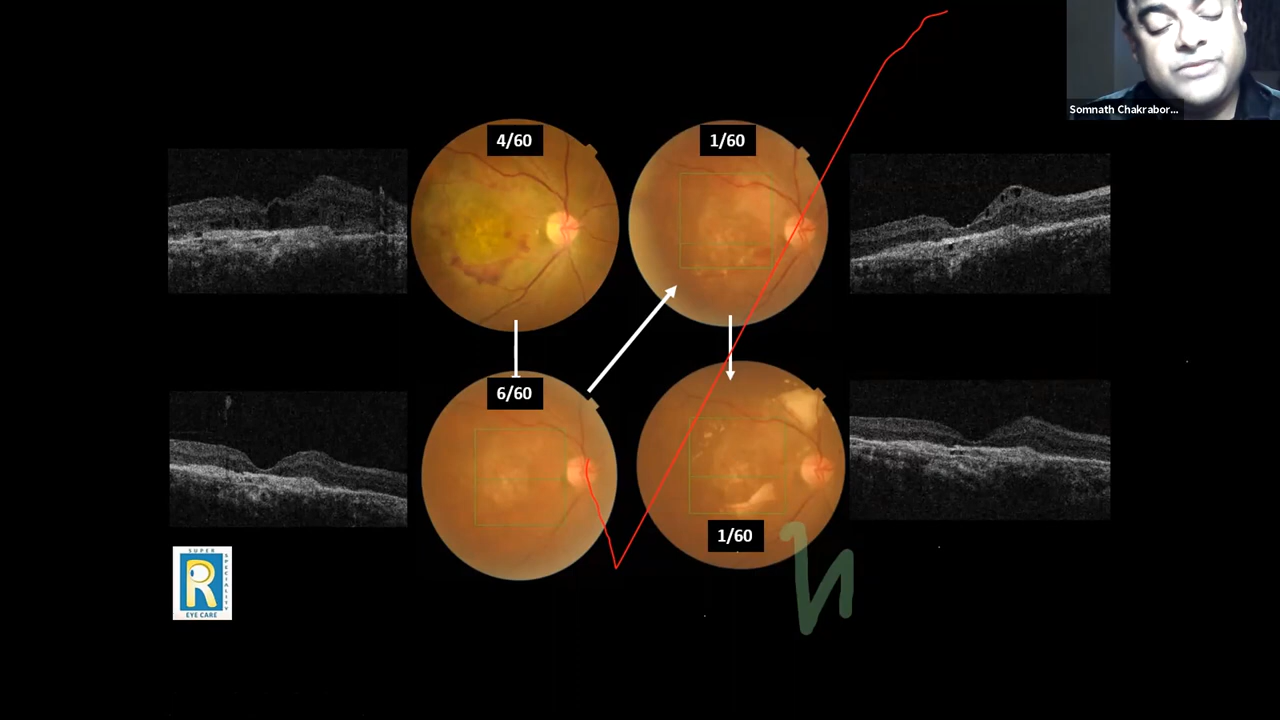 Somnath Chakrabor...
4/60
1/60
6/60
1/60
SUPER
SPECIALITY
R
EYE CARE